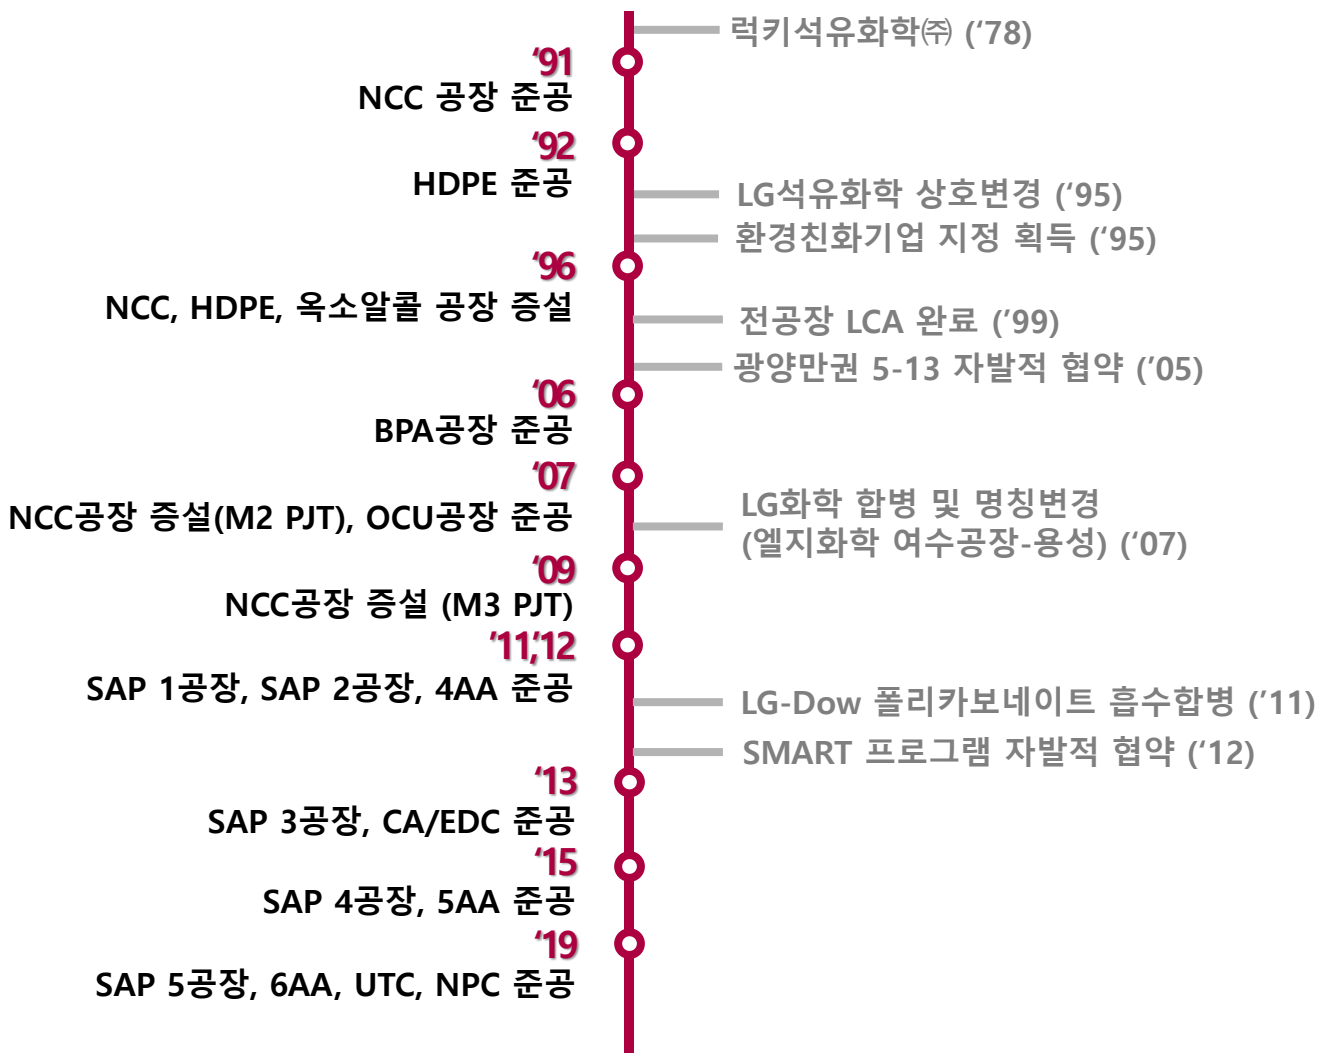 럭키석유화학㈜ (‘78)
‘91
NCC 공장 준공
‘92
HDPE 준공
LG석유화학 상호변경 (‘95)
환경친화기업 지정 획득 (‘95)
‘96
NCC, HDPE, 옥소알콜 공장 증설
전공장 LCA 완료 (’99)
광양만권 5-13 자발적 협약 (’05)
‘06
BPA공장 준공
‘07
NCC공장 증설(M2 PJT), OCU공장 준공
LG화학 합병 및 명칭변경
(엘지화학 여수공장-용성) (‘07)
‘09
NCC공장 증설 (M3 PJT)
’11,’12
SAP 1공장, SAP 2공장, 4AA 준공
LG-Dow 폴리카보네이트 흡수합병 (’11)
SMART 프로그램 자발적 협약 (‘12)
‘13
SAP 3공장, CA/EDC 준공
‘15
SAP 4공장, 5AA 준공
‘19
SAP 5공장, 6AA, UTC, NPC 준공